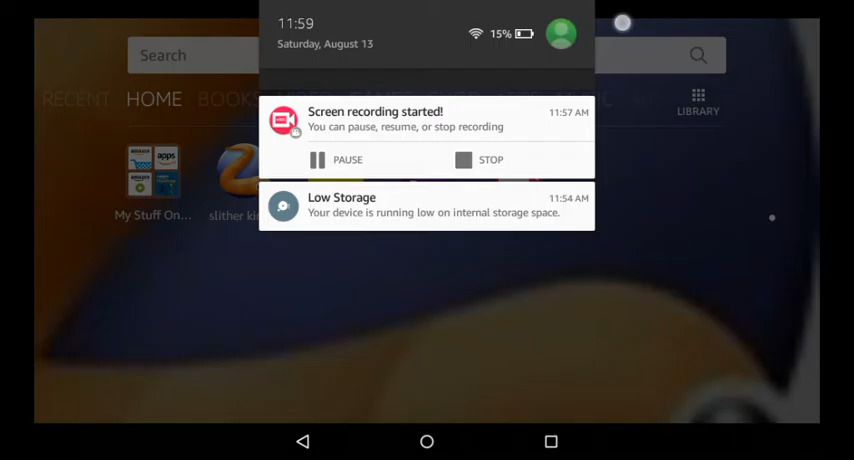 11:59
Saturday, August 13
15%
Search
RECENT HOME BOOKS
LIBRARY
Screen recording started! 11:57 AM
You can pause, resume, or stop recording
PAUSE STOP
Low Storage 11:54 AM
Your device is running low on internal storage space.
apps
My Stuff On...
slither